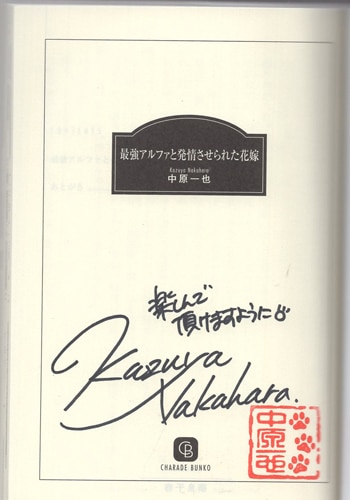 最強アルファと発情させられた花嫁
Kazuya Nakahara
中原一也
楽しんで
頂けますように
Kazuya
Nakahara.
中原一也
CB
CHARADE BUNKO